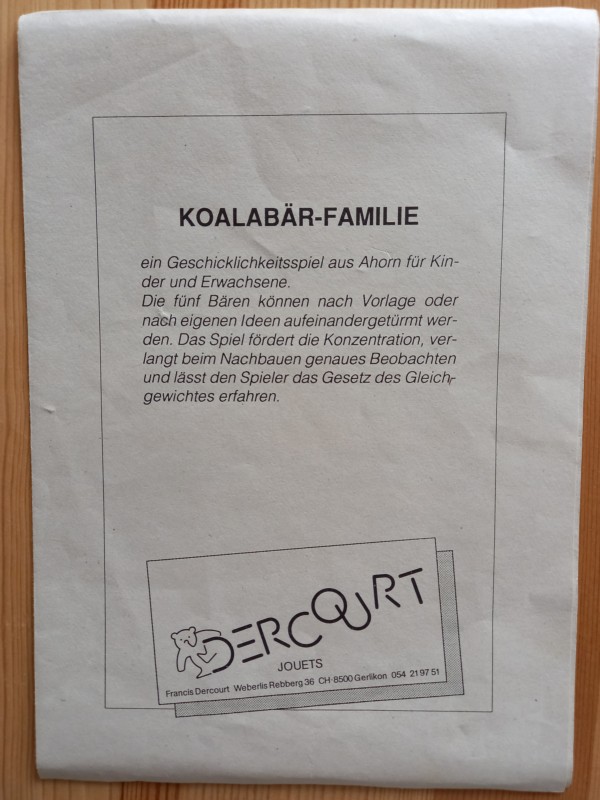 KOALABÄR-FAMILIE
ein Geschicklichkeitsspiel aus Ahorn für Kin-
der und Erwachsene.
Die fünf Bären können nach Vorlage oder
nach eigenen Ideen aufeinandergetürmt wer-
den. Das Spiel fördert die Konzentration, ver-
langt beim Nachbauen genaues Beobachten
und lässt den Spieler das Gesetz des Gleich-
gewichtes erfahren.
DERCOURT
JOUETS
Francis Dercourt Weberlis Rebberg 36 CH-8500 Gerlikon 054 21 97 51